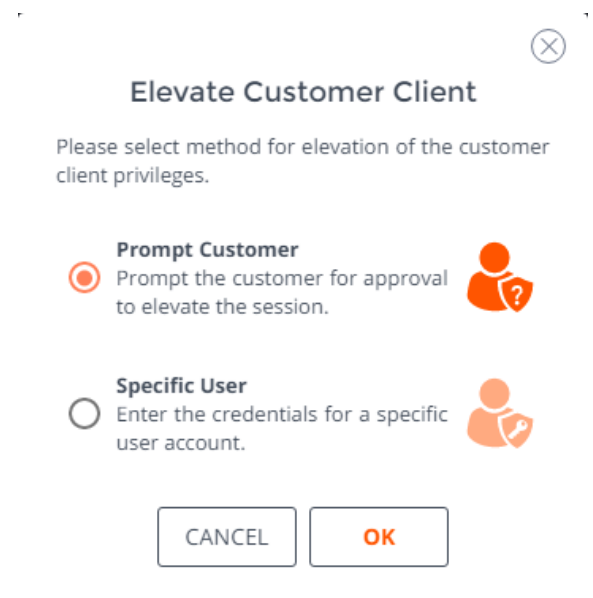 Elevate Customer Client
Please select method for elevation of the customer
client privileges.
Prompt Customer
Prompt the customer for approval
to elevate the session.
?
Specific User
Enter the credentials for a specific
user account.
CANCEL
OK